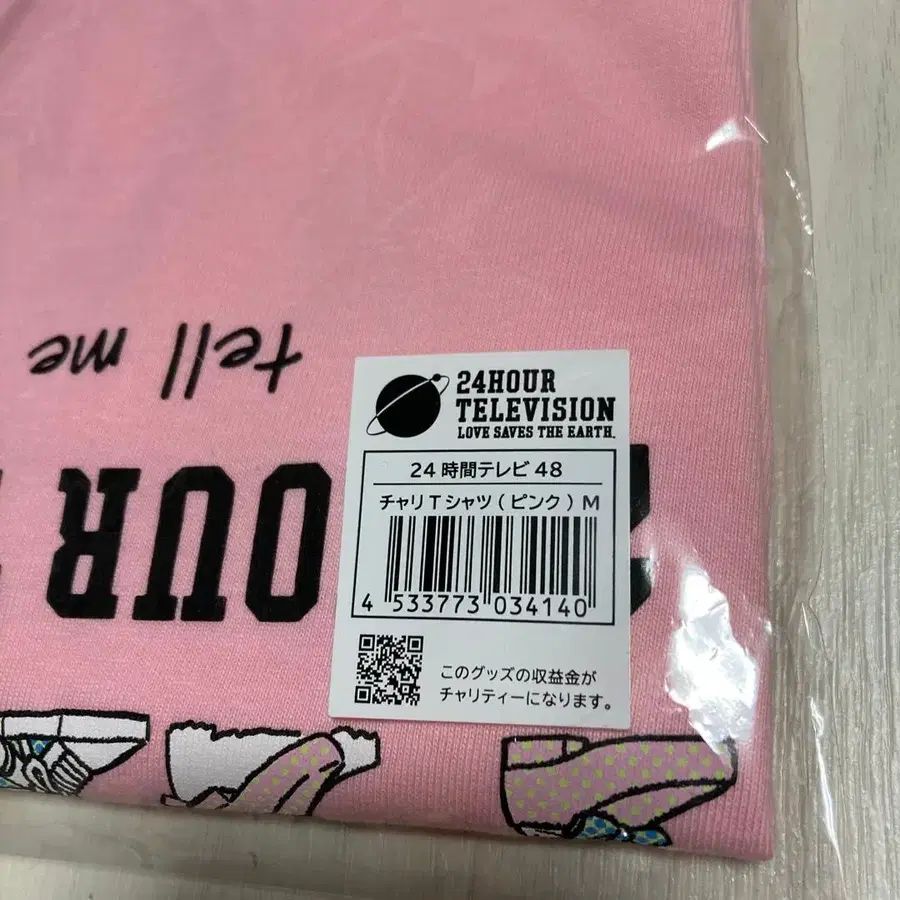 tell me
OUR
24HOUR
TELEVISION
LOVE SAVES THE EARTH.
24時間テレビ48
チャリTシャツ(ピンク)M
4 533773 034140
このグッズの収益金が
チャリティーになります。